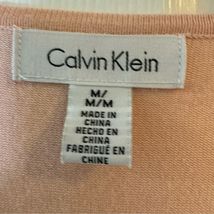 Calvin Klein
M/
M/M
MADE IN
CHINA
HECHO EN
CHINA
FABRIQUÉ EN
CHINE